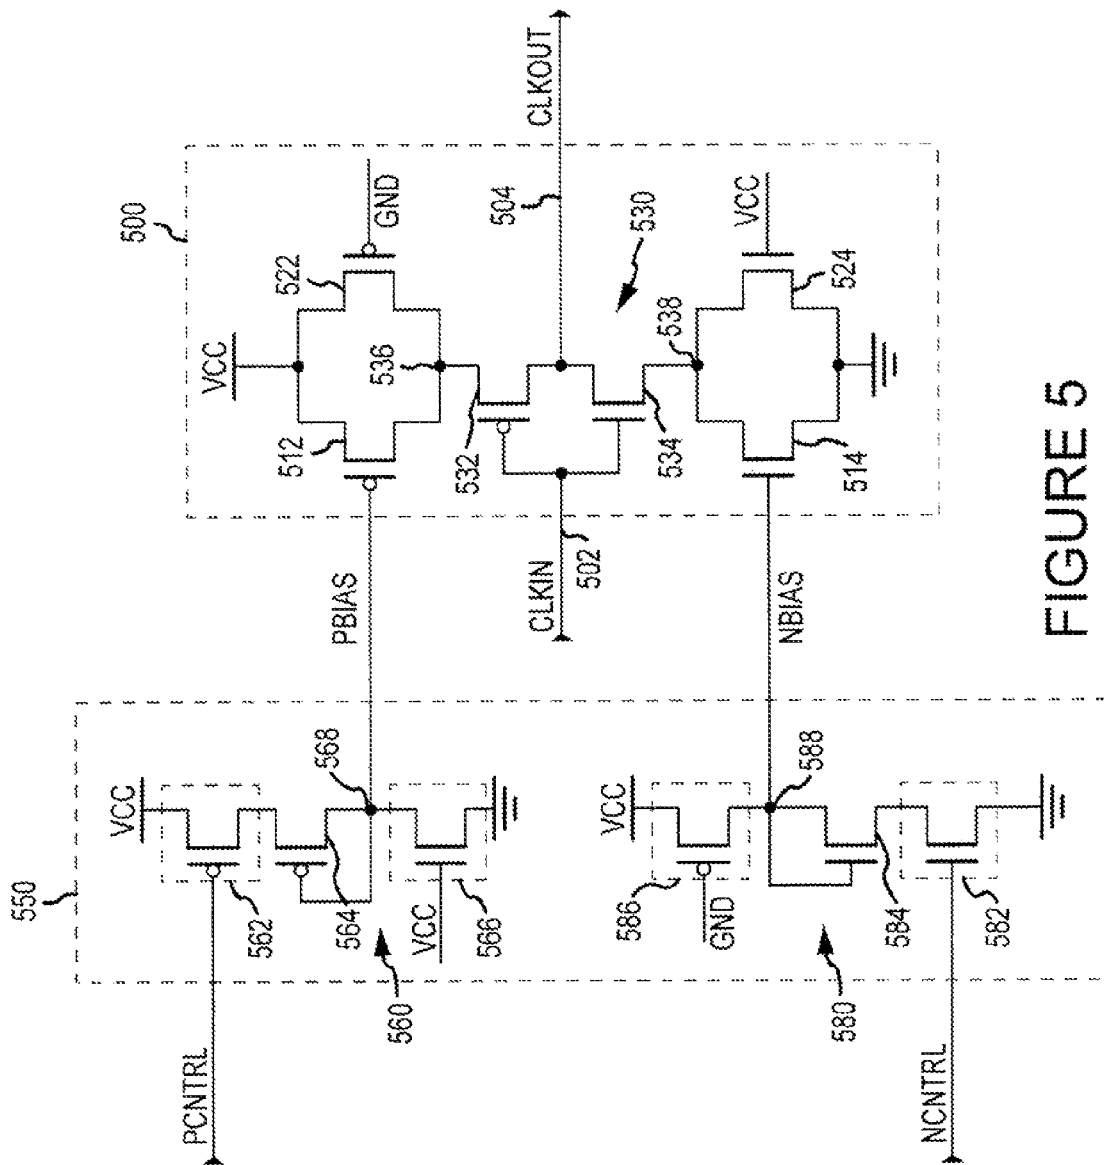 500
VCC
512
522
GND
536
532
504
CLKOUT
530
CLKIN
502
534
538
VCC
514
524
PBIAS
NBIAS
550
VCC
562
564
568
PCNTRL
VCC
566
560
VCC
586
GND
588
584
582
580
NCNTRL
FIGURE 5